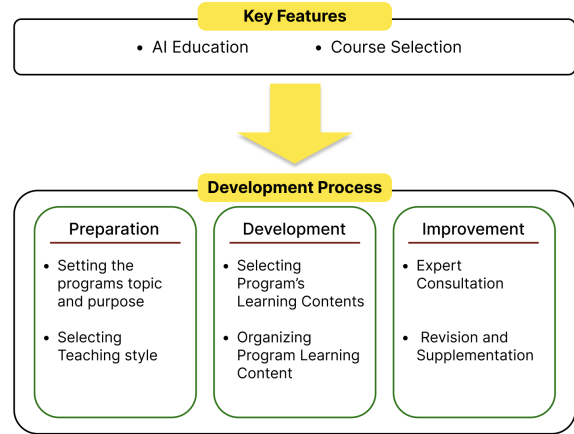 Key Features
• AI Education • Course Selection
Development Process
Preparation
• Setting the
programs topic
and purpose
• Selecting
Teaching style
Development
• Selecting
Program's
Learning Contents
• Organizing
Program Learning
Content
Improvement
• Expert
Consultation
• Revision and
Supplementation